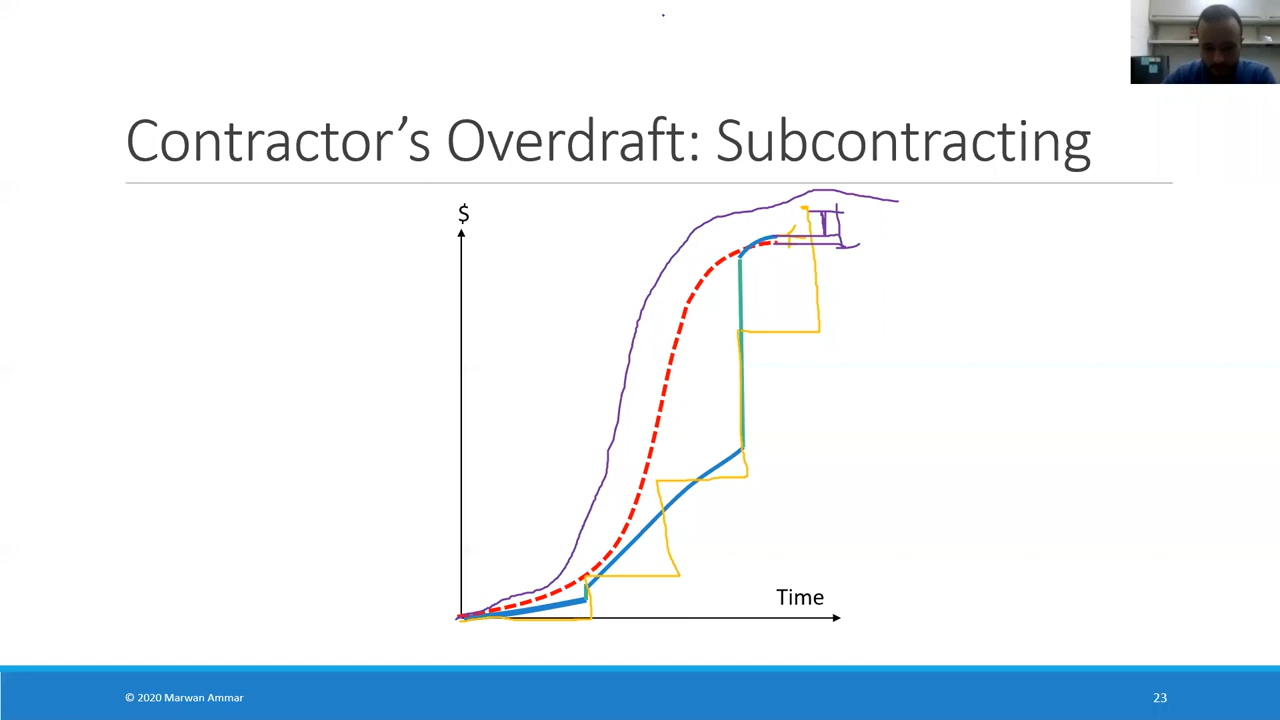 Contractor’s Overdraft: Subcontracting
$
Time
© 2020 Marwan Ammar
23